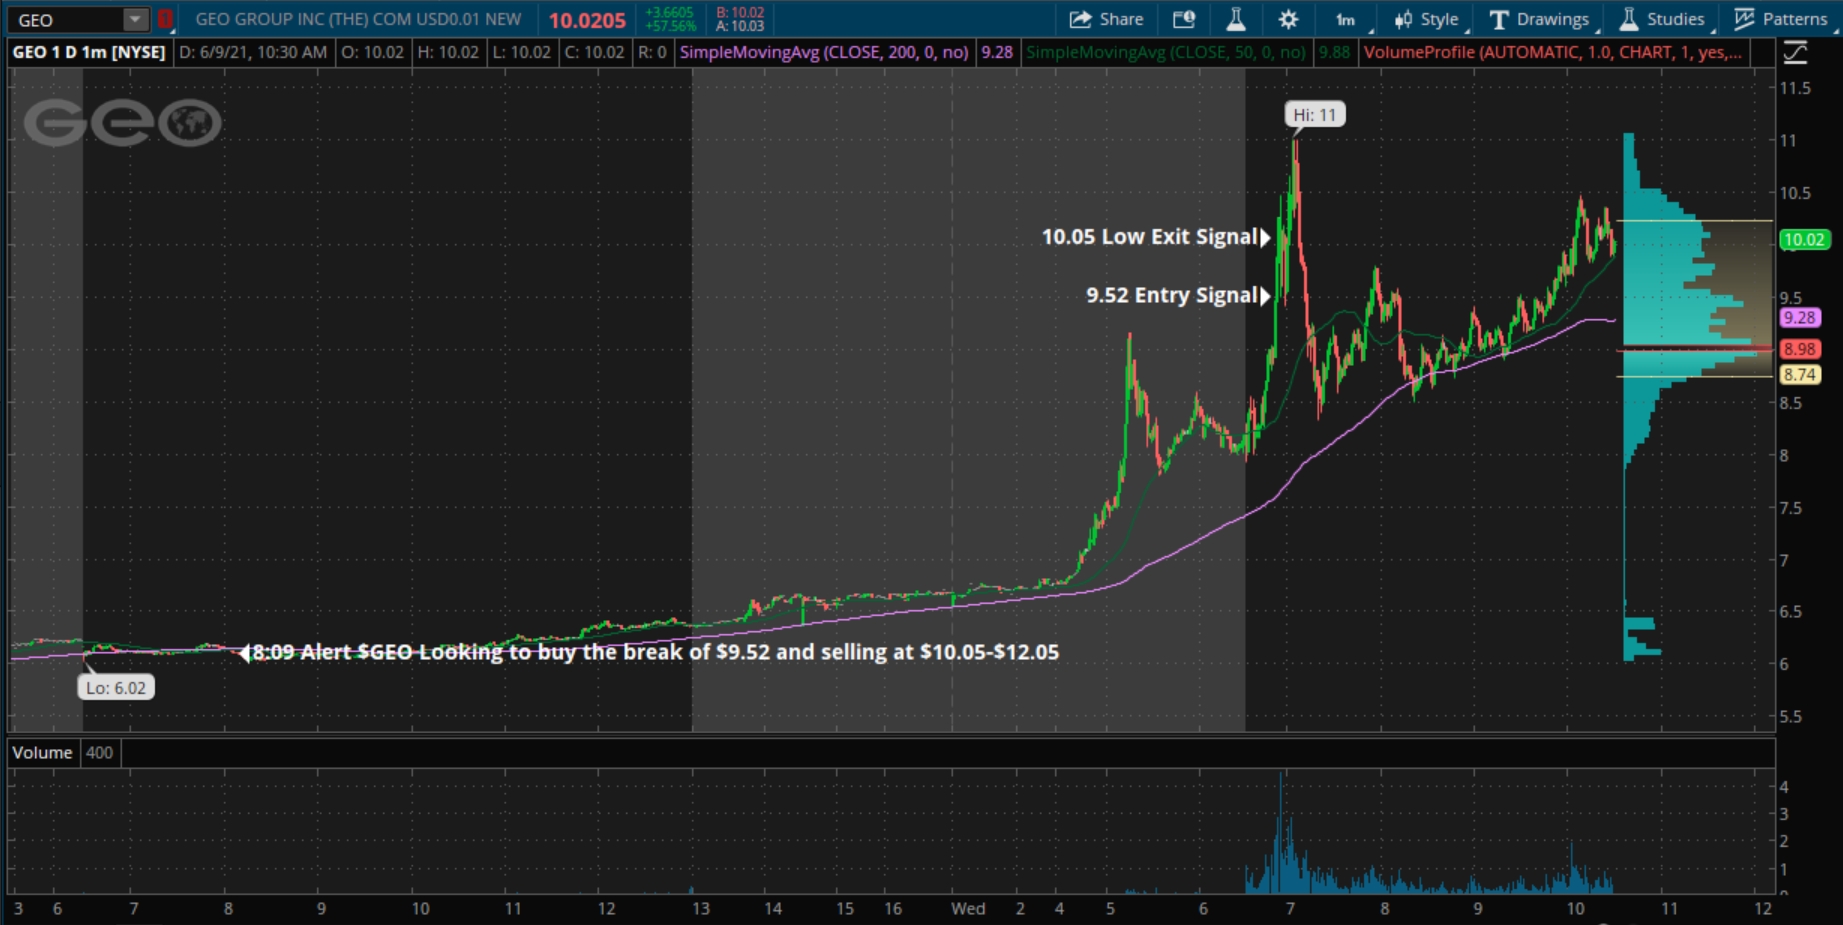 GEO
1
GEO GROUP INC (THE) COM USD0.01 NEW
10.0205
+3.6605
+57.56%
B: 10.02
A: 10.03
Share
1m
Style
Drawings
Studies
Patterns
GEO 1 D 1m [NYSE] D: 6/9/21, 10:30 AM O: 10.02 H: 10.02 L: 10.02 C: 10.02 R: 0 SimpleMovingAvg (CLOSE, 200, 0, no) 9.28 SimpleMovingAvg (CLOSE, 50, 0, no) 9.88 VolumeProfile (AUTOMATIC, 1.0, CHART, 1, yes,...
GEO
11.5
Hi: 11
11
10.5
10.05 Low Exit Signal
10.02
9.52 Entry Signal
9.5
9.28
8.98
8.74
8.5
8
7.5
7
6.5
8:09 Alert $GEO Looking to buy the break of $9.52 and selling at $10.05-$12.05
6
Lo: 6.02
5.5
Volume 400
4
3
2
1
3 6 7 8 9 10 11 12 13 14 15 16 Wed 2 4 5 6 7 8 9 10 11 12